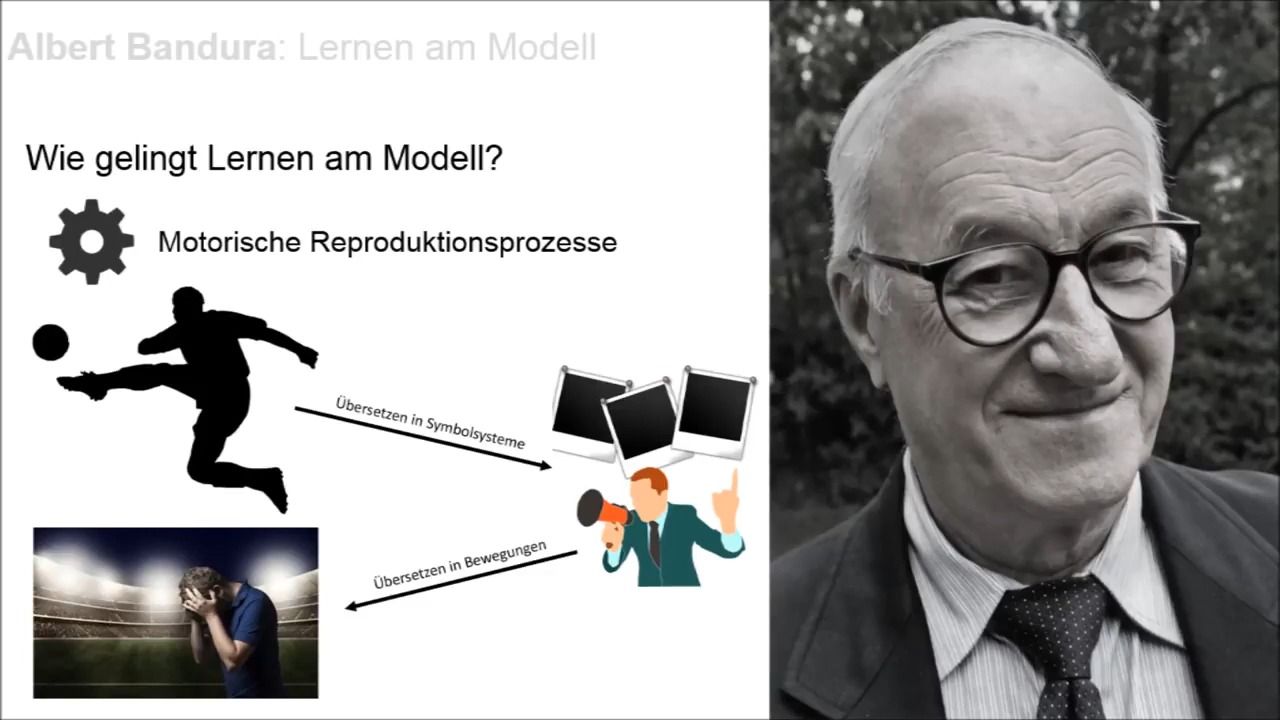 Albert Bandura: Lernen am Modell
Wie gelingt Lernen am Modell?
Motorische Reproduktionsprozesse
Übersetzen in Symbolsysteme
Übersetzen in Bewegungen